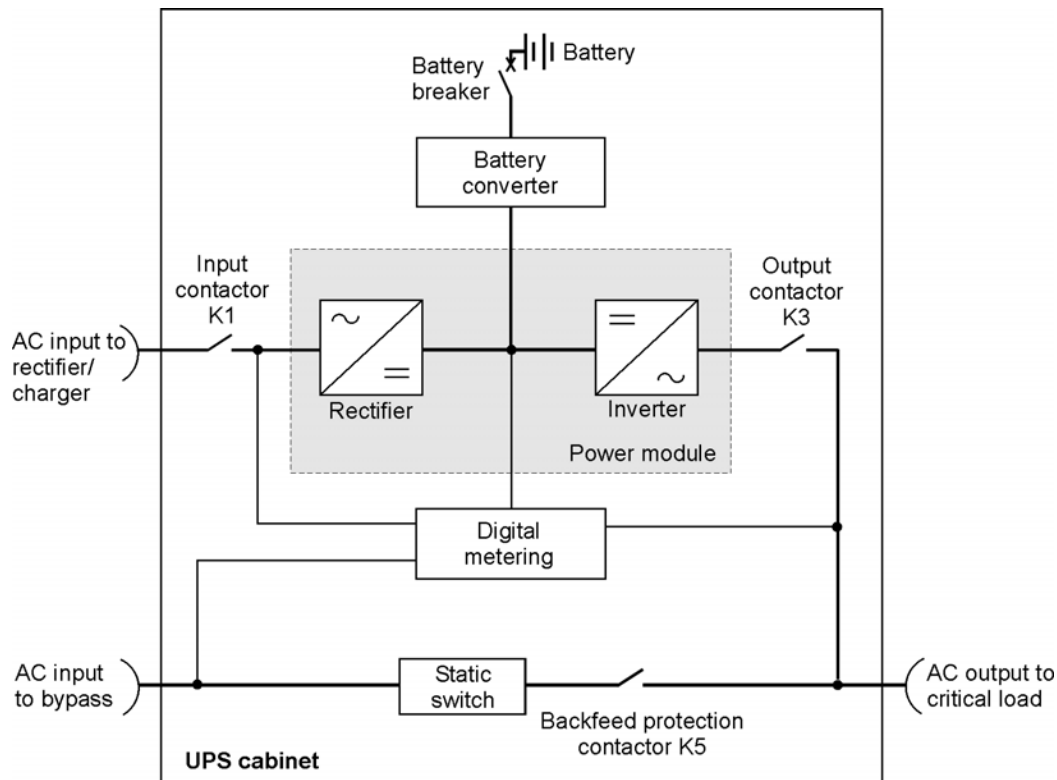 Battery
Battery
breaker
Battery
converter
Input
contactor
K1
Output
contactor
K3
AC input to
rectifier/
charger
Rectifier
Inverter
Power module
Digital
metering
AC input
to bypass
Static
switch
Backfeed protection
contactor K5
AC output to
critical load
UPS cabinet